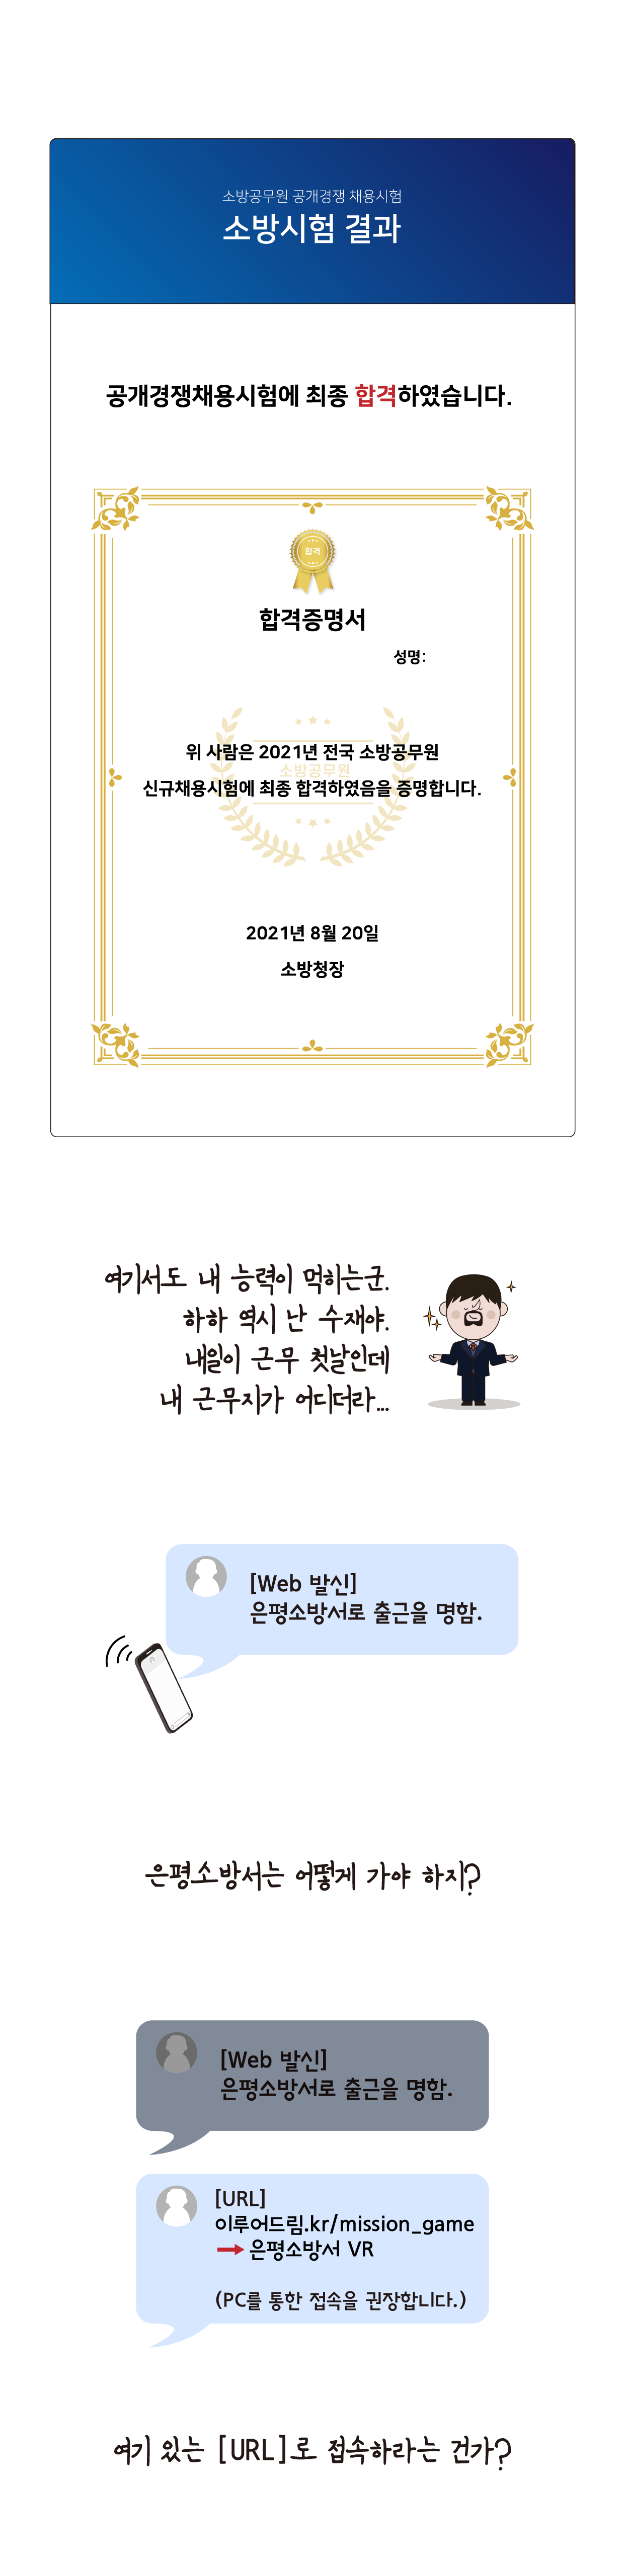 소방공무원 공개경쟁 채용시험
소방시험 결과
공개경쟁채용시험에 최종 합격하였습니다.
합격
합격증명서
성명:
위 사람은 2021년 전국 소방공무원
소방공무원
신규채용시험에 최종 합격하였음을 증명합니다.
2021년 8월 20일
소방청장
여기서도 내 능력이 먹히는군.
하하 역시 난 수재야.
내일이 근무 첫날인데
내 근무지가 어디더라...
[Web 발신]
은평소방서로 출근을 명함.
은평소방서는 어떻게 가야 하지?
[Web 발신]
은평소방서로 출근을 명함.
[URL]
이루어드림.kr/mission_game
→ 은평소방서 VR
(PC를 통한 접속을 권장합니다.)
여기 있는 [URL]로 접속하라는 건가?